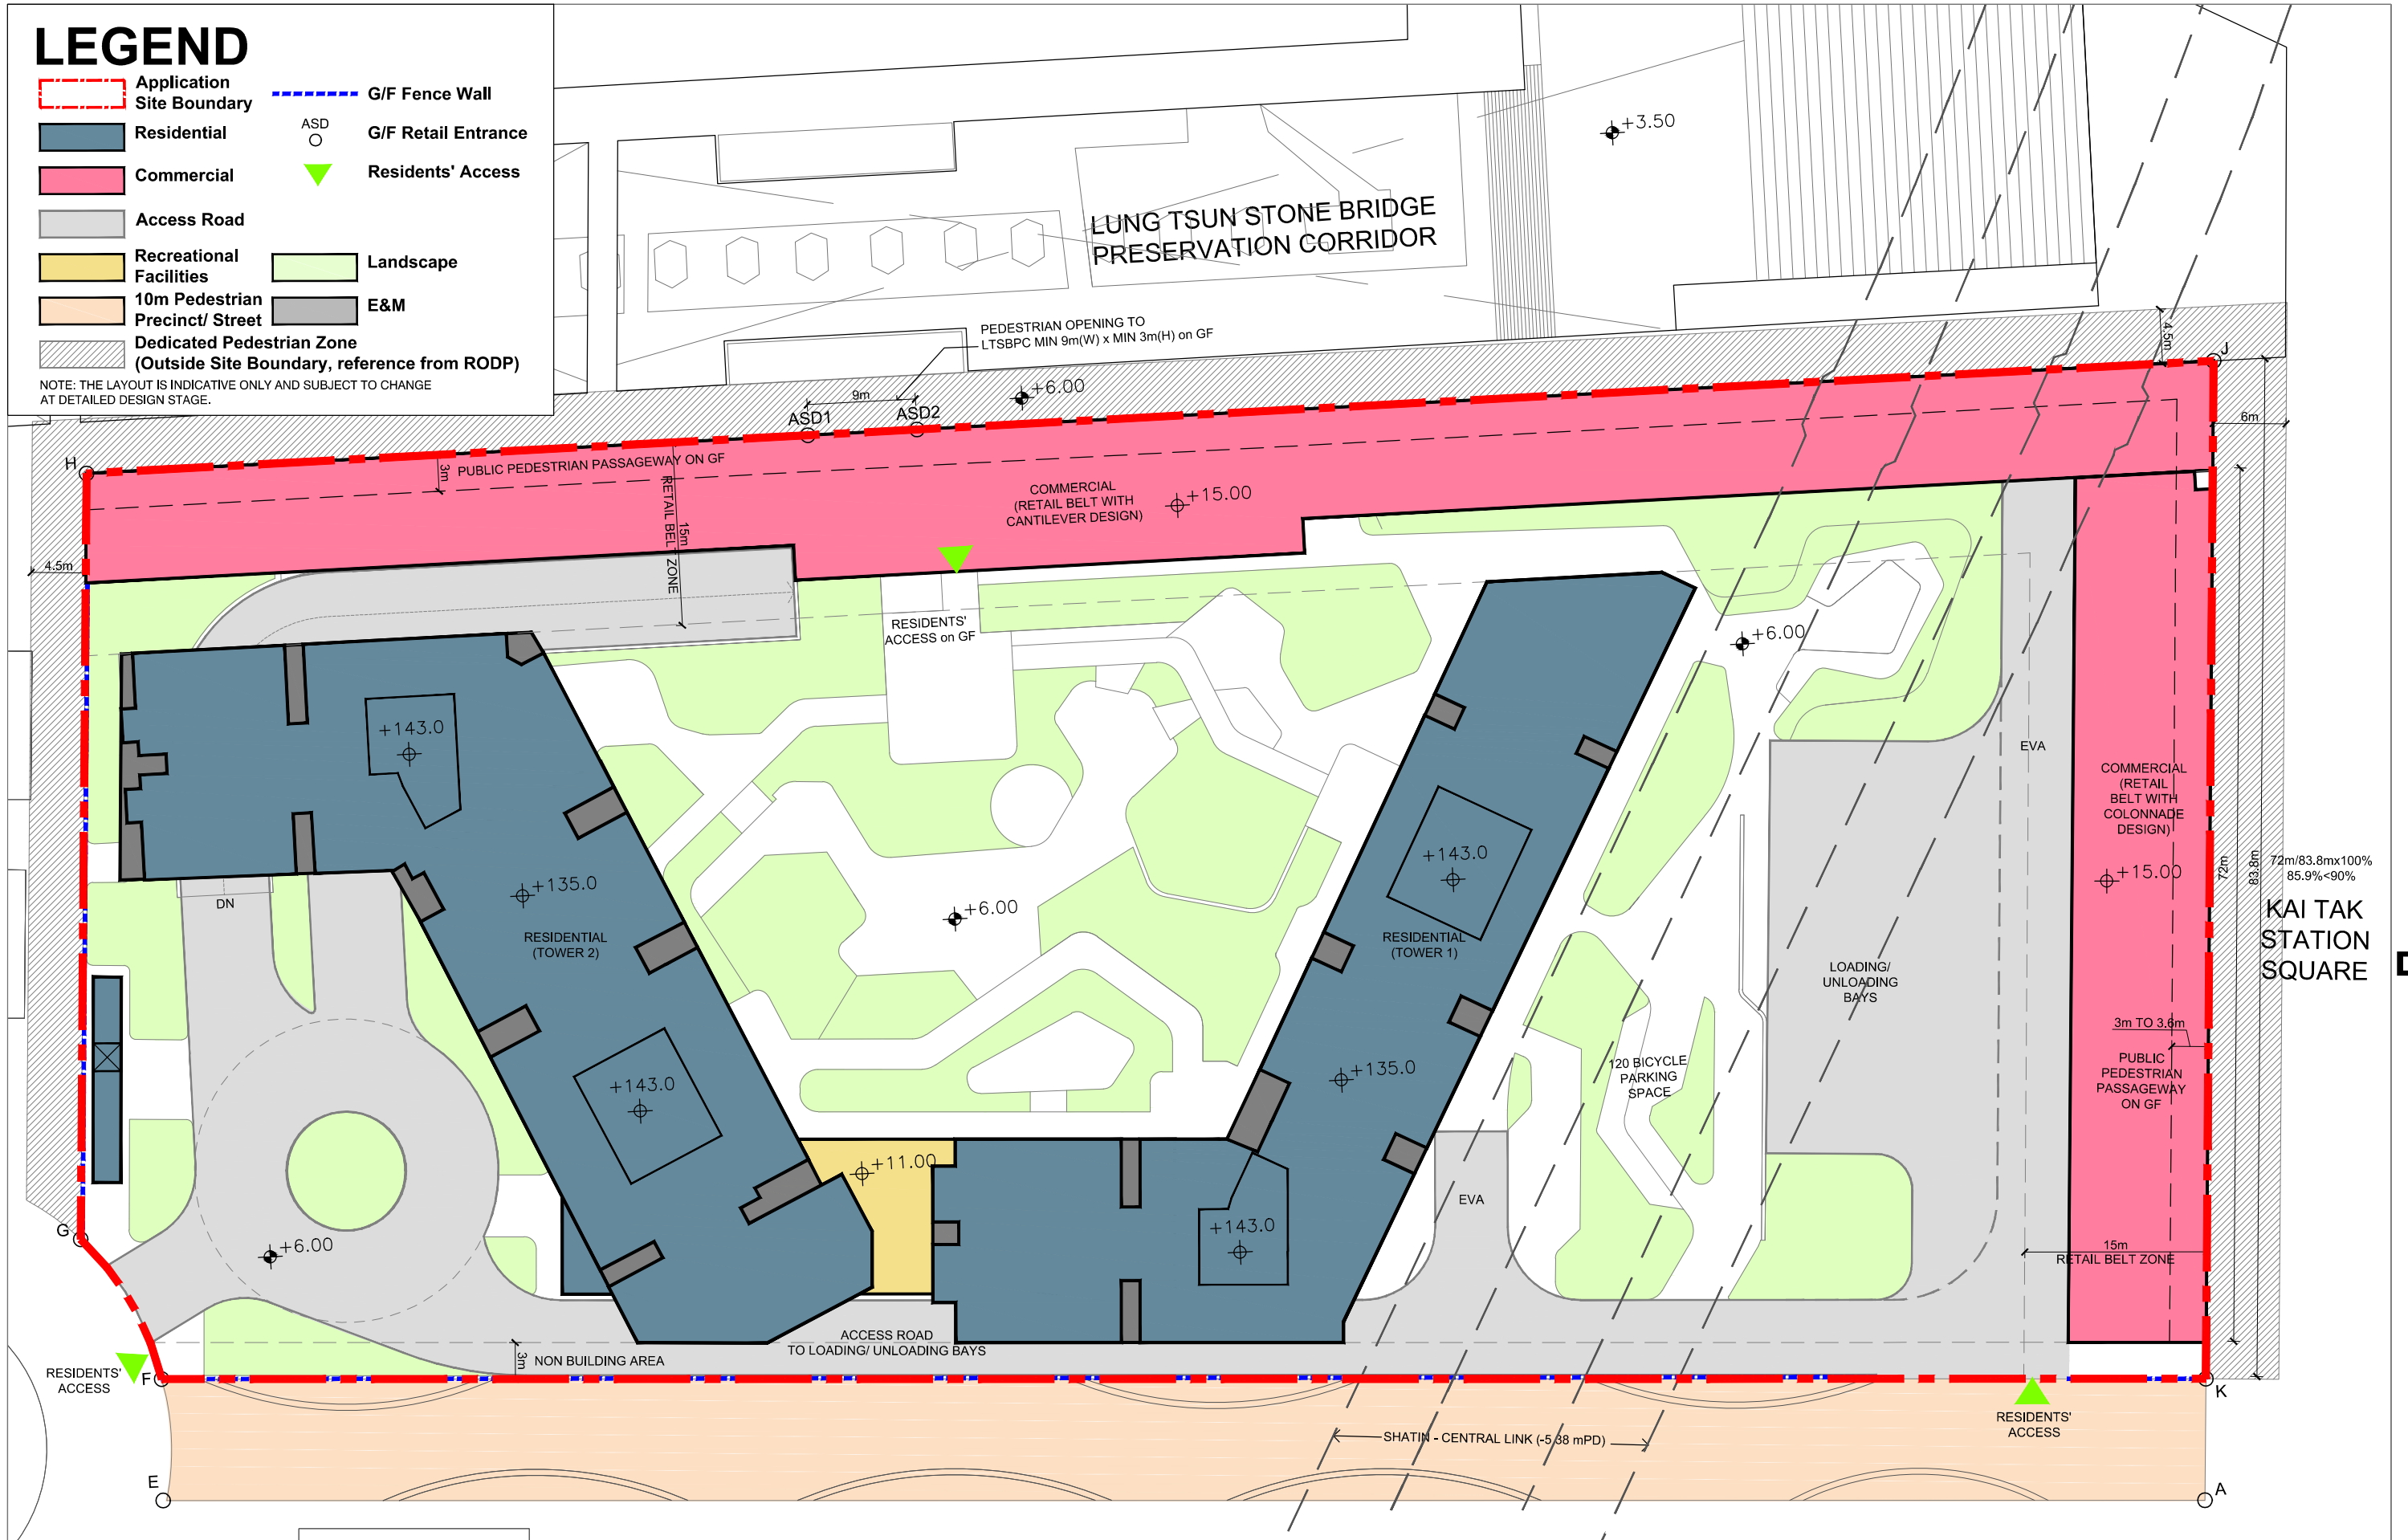 LEGEND
Application
Site Boundary
G/F Fence Wall
Residential
ASD
G/F Retail Entrance
Commercial
Residents' Access
Access Road
Recreational
Facilities
Landscape
10m Pedestrian
Precinct/ Street
E&M
Dedicated Pedestrian Zone
(Outside Site Boundary, reference from RODP)
NOTE: THE LAYOUT IS INDICATIVE ONLY AND SUBJECT TO CHANGE
AT DETAILED DESIGN STAGE.
+3.50
LUNG TSUN STONE BRIDGE
PRESERVATION CORRIDOR
PEDESTRIAN OPENING TO
LTSBPC MIN 9m(W) x MIN 3m(H) on GF
4.5m
J
+6.00
9m
ASD1
ASD2
6m
H
3m
PUBLIC PEDESTRIAN PASSAGEWAY ON GF
RETAIL BELT ZONE
15m
COMMERCIAL
(RETAIL BELT WITH
CANTILEVER DESIGN)
+15.00
4.5m
RESIDENTS'
ACCESS on GF
+6.00
+143.0
EVA
COMMERCIAL
(RETAIL
BELT WITH
COLONNADE
DESIGN)
+15.00
72m
83.8m
72m/83.8mx100%
85.9%<90%
KAI TAK
STATION
SQUARE
+143.0
+135.0
DN
+6.00
RESIDENTIAL
(TOWER 2)
RESIDENTIAL
(TOWER 1)
LOADING/
UNLOADING
BAYS
3m TO 3.6m
PUBLIC
PEDESTRIAN
PASSAGEWAY
ON GF
+143.0
+135.0
120 BICYCLE
PARKING
SPACE
+11.00
EVA
G
+6.00
+143.0
15m
RETAIL BELT ZONE
ACCESS ROAD
TO LOADING/ UNLOADING BAYS
3m
NON BUILDING AREA
RESIDENTS'
ACCESS
F
K
RESIDENTS'
ACCESS
SHATIN - CENTRAL LINK (-5.38 mPD)
E
A